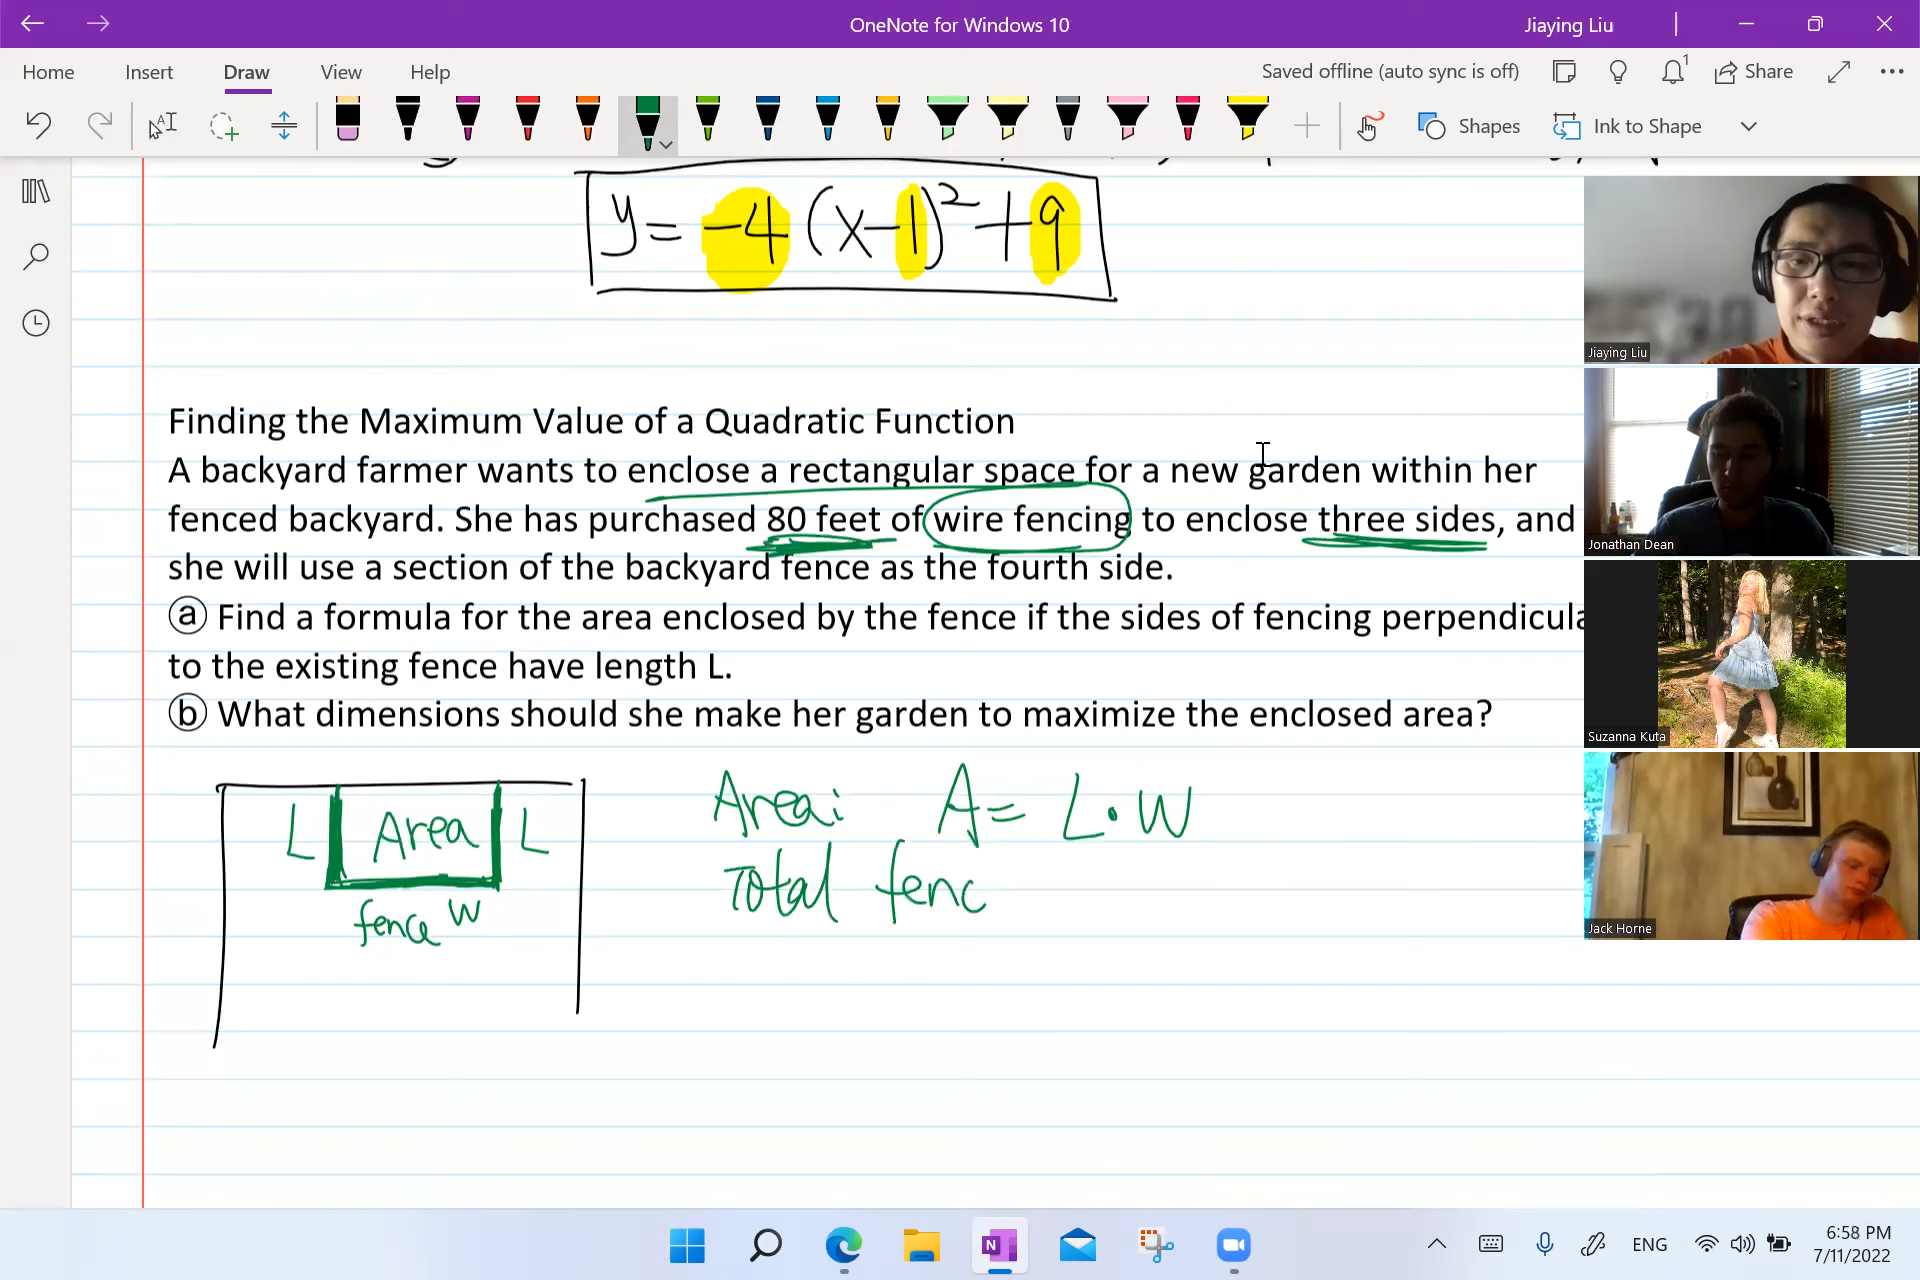 OneNote for Windows 10
Jiaying Liu
Home Insert Draw View Help
Saved offline (auto sync is off)
1
Share
Shapes
Ink to Shape
y = -4 (x-1)² + 9
Finding the Maximum Value of a Quadratic Function
A backyard farmer wants to enclose a rectangular space for a new garden within her
fenced backyard. She has purchased 80 feet of wire fencing to enclose three sides, and
she will use a section of the backyard fence as the fourth side.
ⓐ Find a formula for the area enclosed by the fence if the sides of fencing perpendicula
to the existing fence have length L.
ⓑ What dimensions should she make her garden to maximize the enclosed area?
L Area L
fence W
Area: A = L · W
Total fenc
Jiaying Liu
Jonathan Dean
Suzanna Kuta
Jack Horne
N
ENG
6:58 PM
7/11/2022